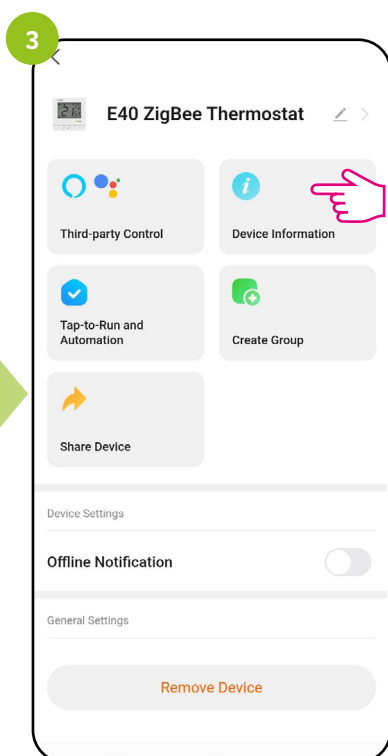 3
E40 ZigBee Thermostat
Third-party Control
Device Information
Tap-to-Run and
Automation
Create Group
Share Device
Device Settings
Offline Notification
General Settings
Remove Device